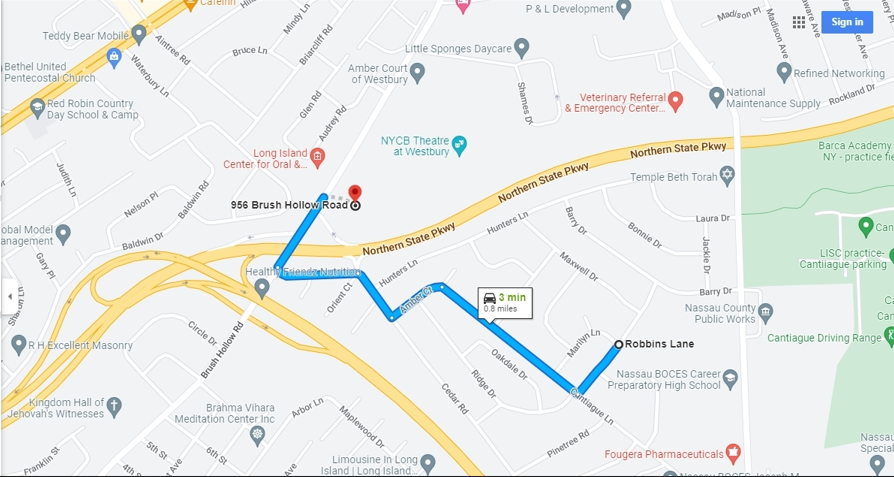 Cafeinn
P & L Development
Madison Pl
Madison Ave
Delaware Ave
Sign in
Teddy Bear Mobile
Aintree Rd
Mindy Ln
Briarcliff Rd
Bruce Ln
Waterbury Ln
Little Sponges Daycare
Bethel United
Pentecostal Church
Amber Court
of Westbury
Refined Networking
Red Robin Country
Day School & Camp
Glen Rd
Audrey Rd
Shames Dr
Veterinary Referral
& Emergency Center...
National
Maintenance Supply
Rockland Dr
NYCB Theatre
at Westbury
Long Island
Center for Oral &...
Northern State Pkwy
Barca Academy
NY - practice fie
Judith Ln
Nelson Pl
Baldwin Rd
Northern State Pkwy
Temple Beth Torah
956 Brush Hollow Road
Baldwin Dr
obal Model
anagement
Northern State Pkwy
Hunters Ln
Barry Dr
Bonnie Dr
Laura Dr
Jackie Dr
LISC practice-
Cantiague parking
Gary Pl
Healthy Friendz Nutrition
Hunters Ln
Maxwell Dr
Sharon Ln
Orient Ct
Amber Ct
3 min
0.8 miles
Barry Dr
Nassau County
Public Works
Circle Dr
Brush Hollow Rd
R H Excellent Masonry
Marilyn Ln
Robbins Lane
Cantiague Driving Range
Oakdale Dr
Ridge Dr
Cedar Rd
Cantiague Ln
Nassau BOCES Career
Preparatory High School
Kingdom Hall of
Jehovah's Witnesses
Brahma Vihara
Meditation Center Inc
Arbor Ln
Maplewood Dr
Pinetree Rd
Fougera Pharmaceuticals
Franklin St
4th St
5th St
6th St
Limousine In Long
Island | Long Island...
Nassau
Special
Nassau BOCES Joseph M